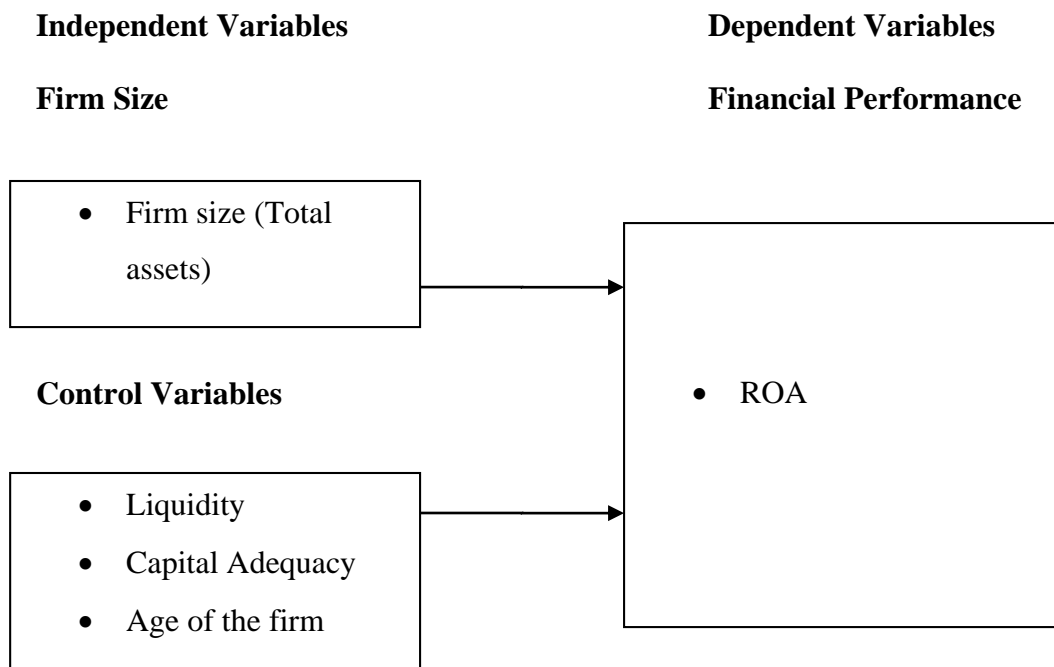 Independent Variables
Dependent Variables
Firm Size
Financial Performance
• Firm size (Total
assets)
Control Variables
• ROA
• Liquidity
• Capital Adequacy
• Age of the firm